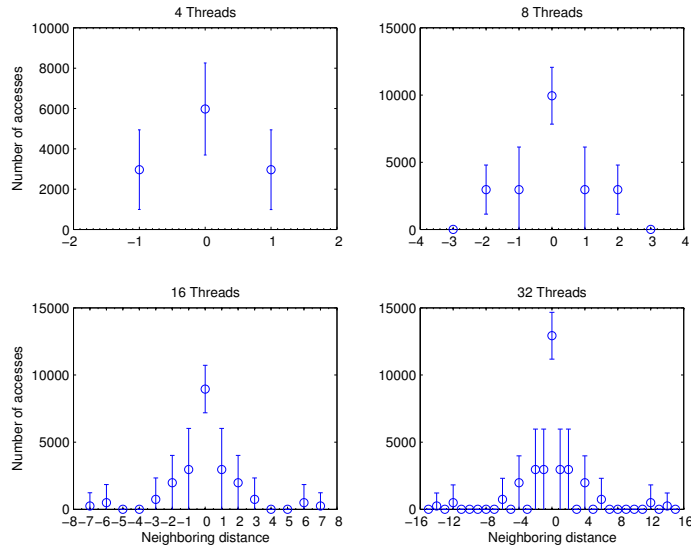 4 Threads
8 Threads
Number of accesses
10000
8000
6000
4000
2000
0
−2 −1 0 1 2
15000
10000
5000
0
−4 −3 −2 −1 0 1 2 3 4
16 Threads
32 Threads
Number of accesses
15000
10000
5000
0
−8 −7 −6 −5 −4 −3 −2 −1 0 1 2 3 4 5 6 7 8
Neighboring distance
15000
10000
5000
0
−16 −12 −8 −4 0 4 8 12 16
Neighboring distance